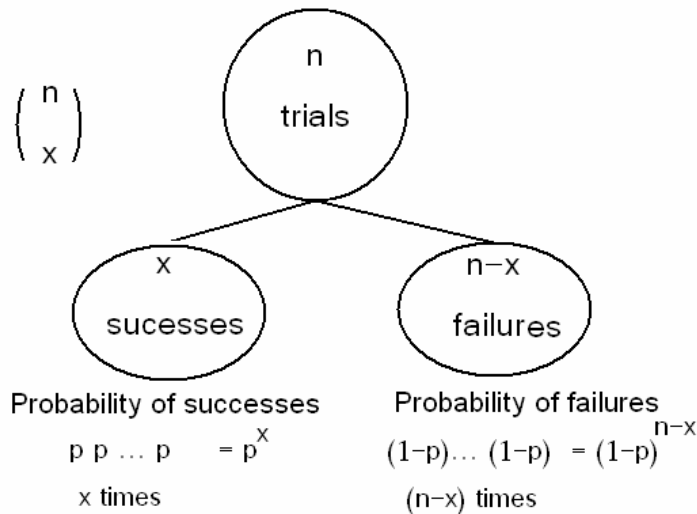 n
trials
( n
x )
x
sucesses
n−x
failures
Probability of successes
p p ... p = p^x
x times
Probability of failures
(1−p)... (1−p) = (1−p)^n−x
(n−x) times